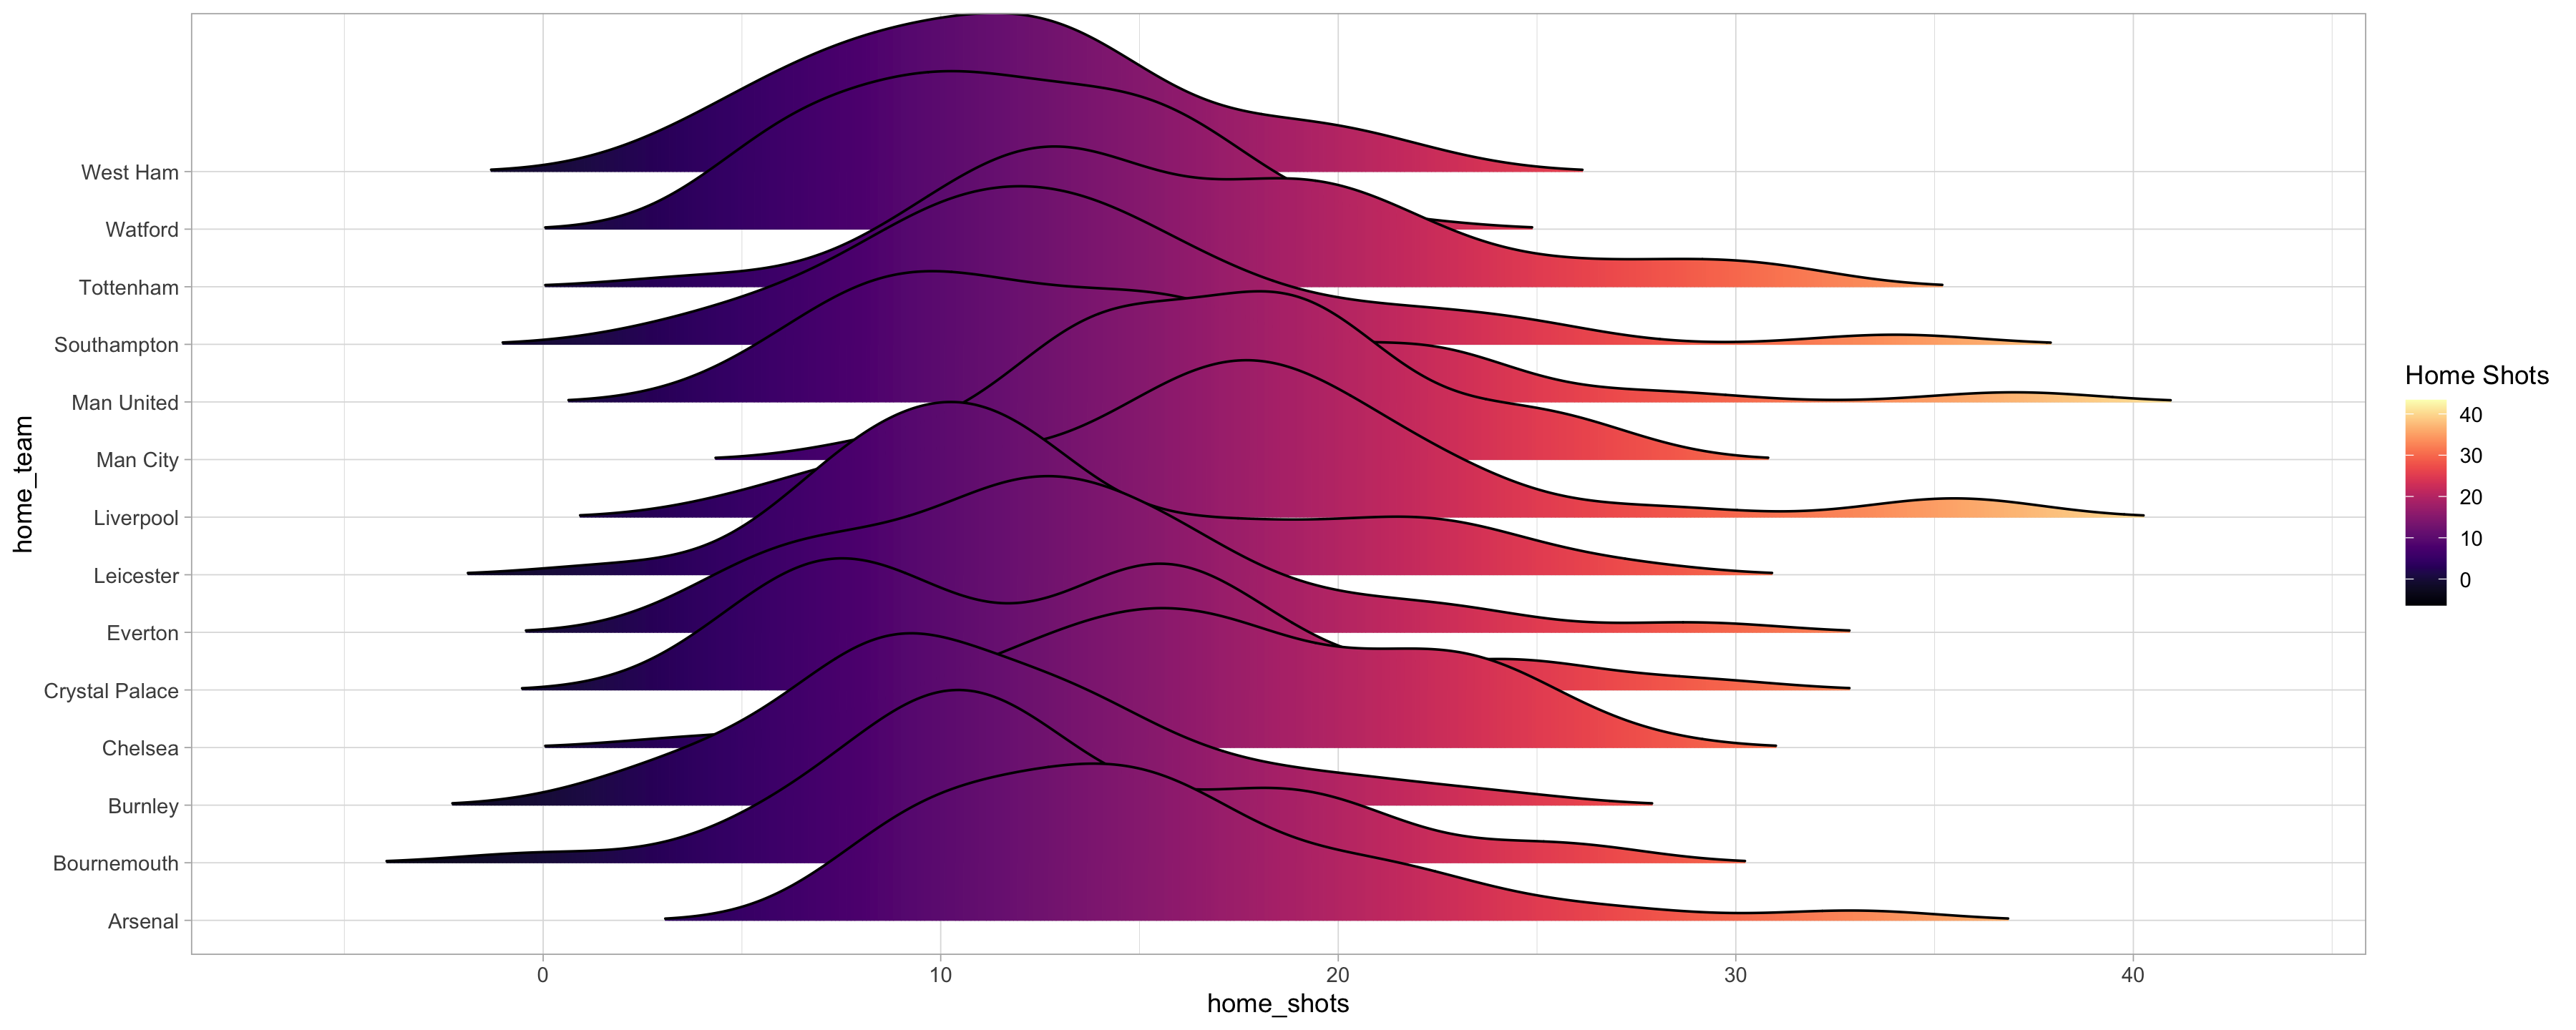 West Ham
Watford
Tottenham
Southampton
Man United
Man City
Liverpool
Leicester
Everton
Crystal Palace
Chelsea
Burnley
Bournemouth
Arsenal
home_team
0 10 20 30 40
home_shots
Home Shots
40
30
20
10
0